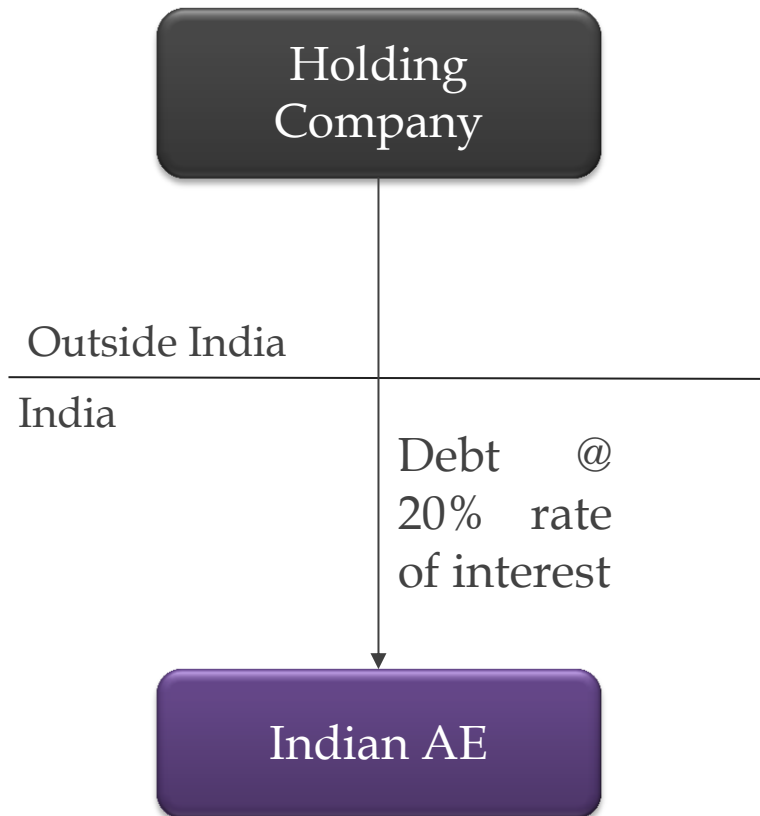 Holding
Company
Outside India
India
Debt @
20% rate
of interest
Indian AE